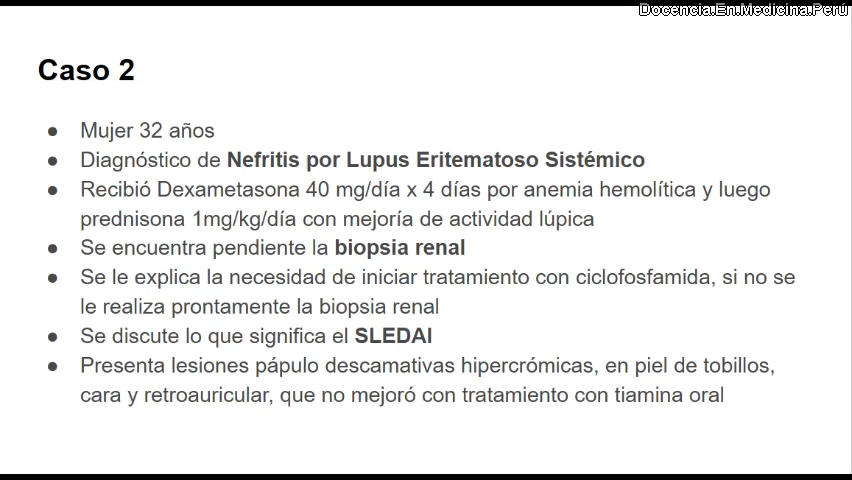 Docencia.En.Medicina.Perú
Caso 2
● Mujer 32 años
● Diagnóstico de Nefritis por Lupus Eritematoso Sistémico
● Recibió Dexametasona 40 mg/día x 4 días por anemia hemolítica y luego
prednisona 1mg/kg/día con mejoría de actividad lúpica
● Se encuentra pendiente la biopsia renal
● Se le explica la necesidad de iniciar tratamiento con ciclofosfamida, si no se
le realiza prontamente la biopsia renal
● Se discute lo que significa el SLEDAI
● Presenta lesiones pápulo descamativas hipercrómicas, en piel de tobillos,
cara y retroauricular, que no mejoró con tratamiento con tiamina oral